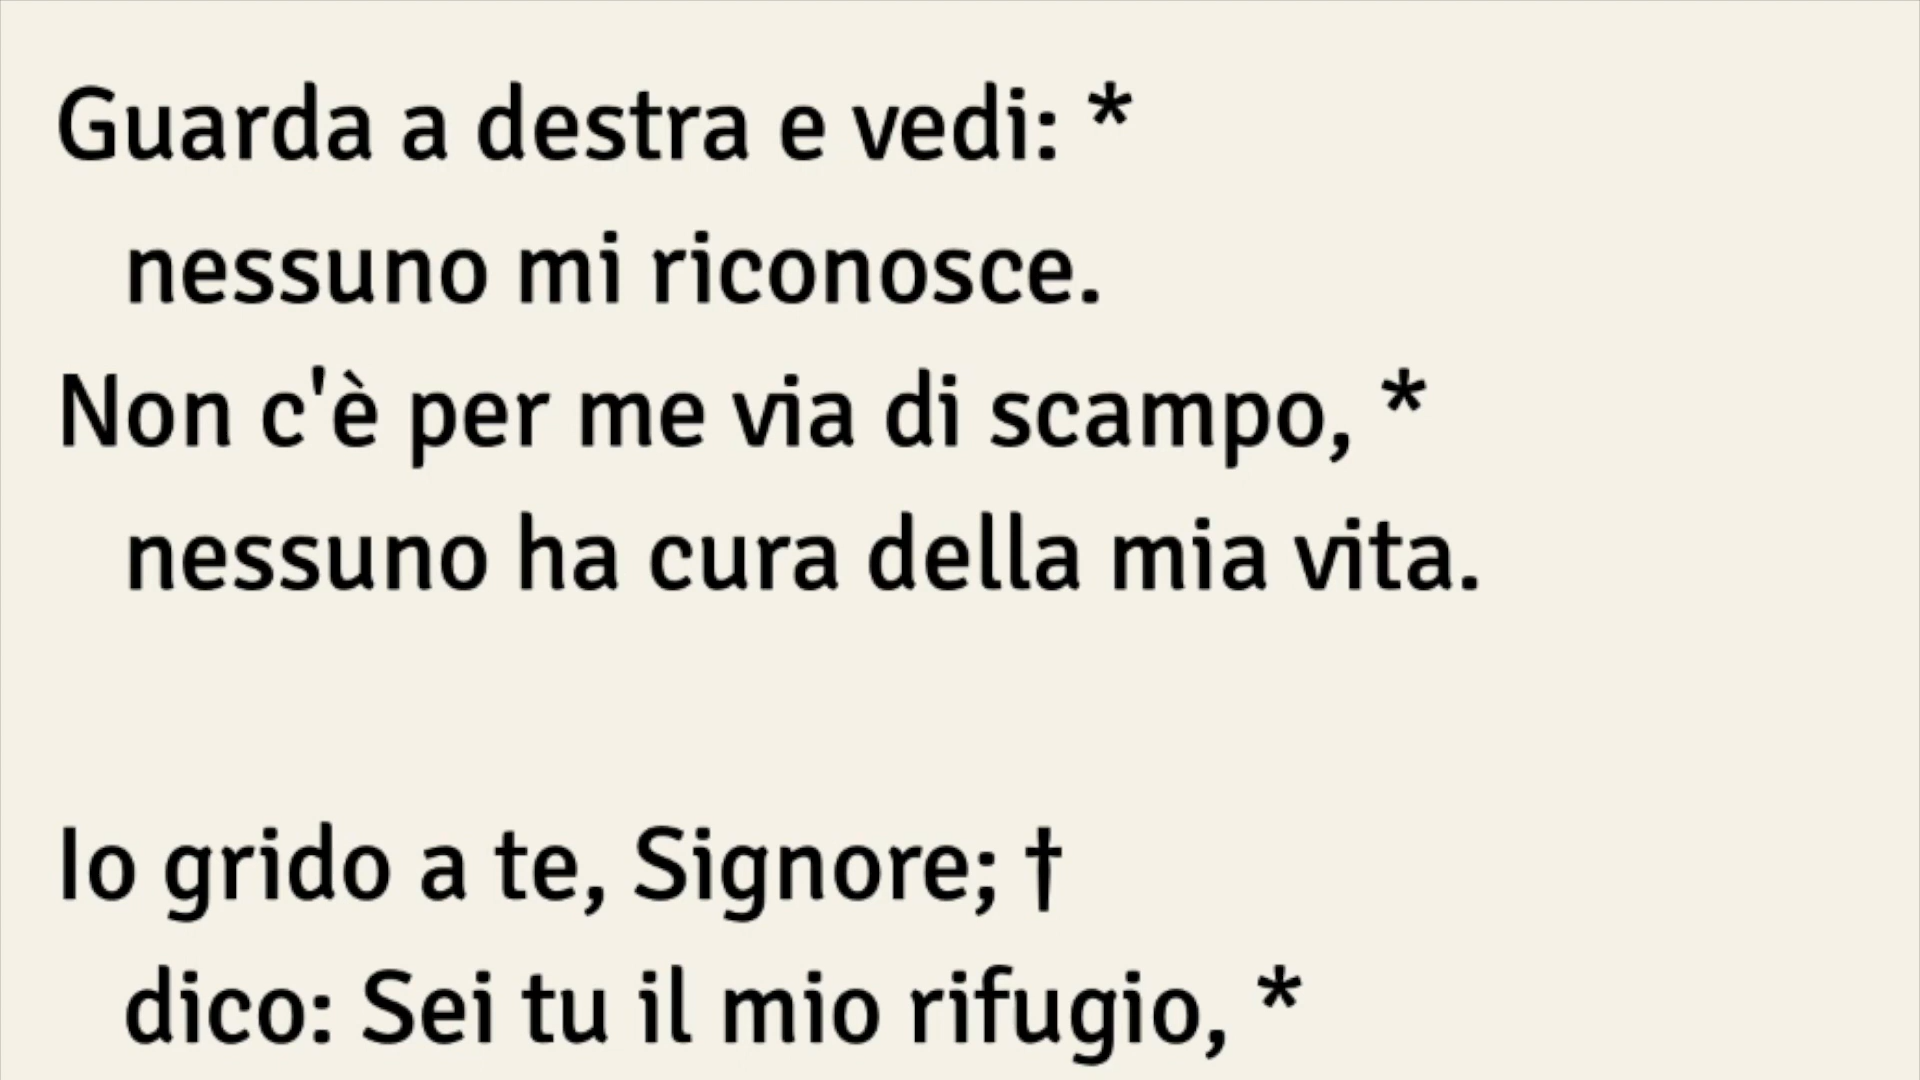 Guarda a destra e vedi: *
nessuno mi riconosce.
Non c'è per me via di scampo, *
nessuno ha cura della mia vita.
Io grido a te, Signore; †
dico: Sei tu il mio rifugio, *